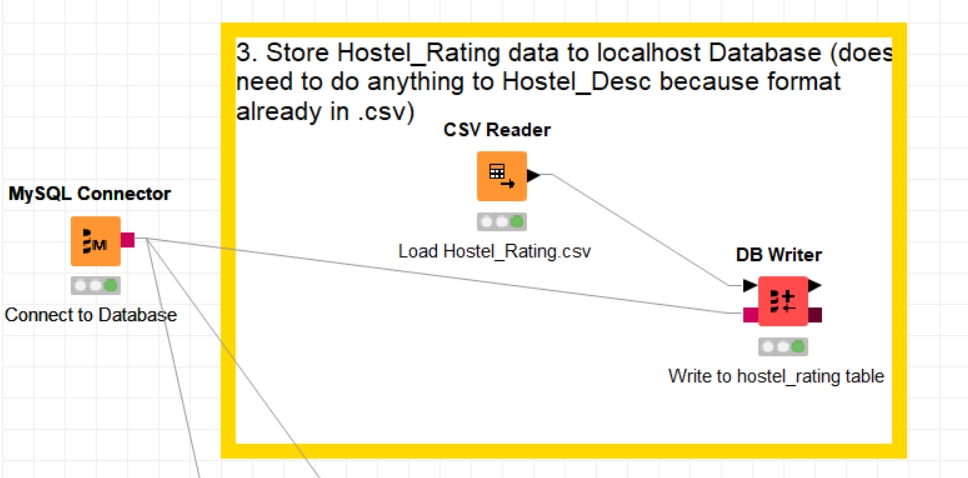 3. Store Hostel_Rating data to localhost Database (does
need to do anything to Hostel_Desc because format
already in .csv)
CSV Reader
MySQL Connector
M
Load Hostel_Rating.csv
DB Writer
Connect to Database
Write to hostel_rating table